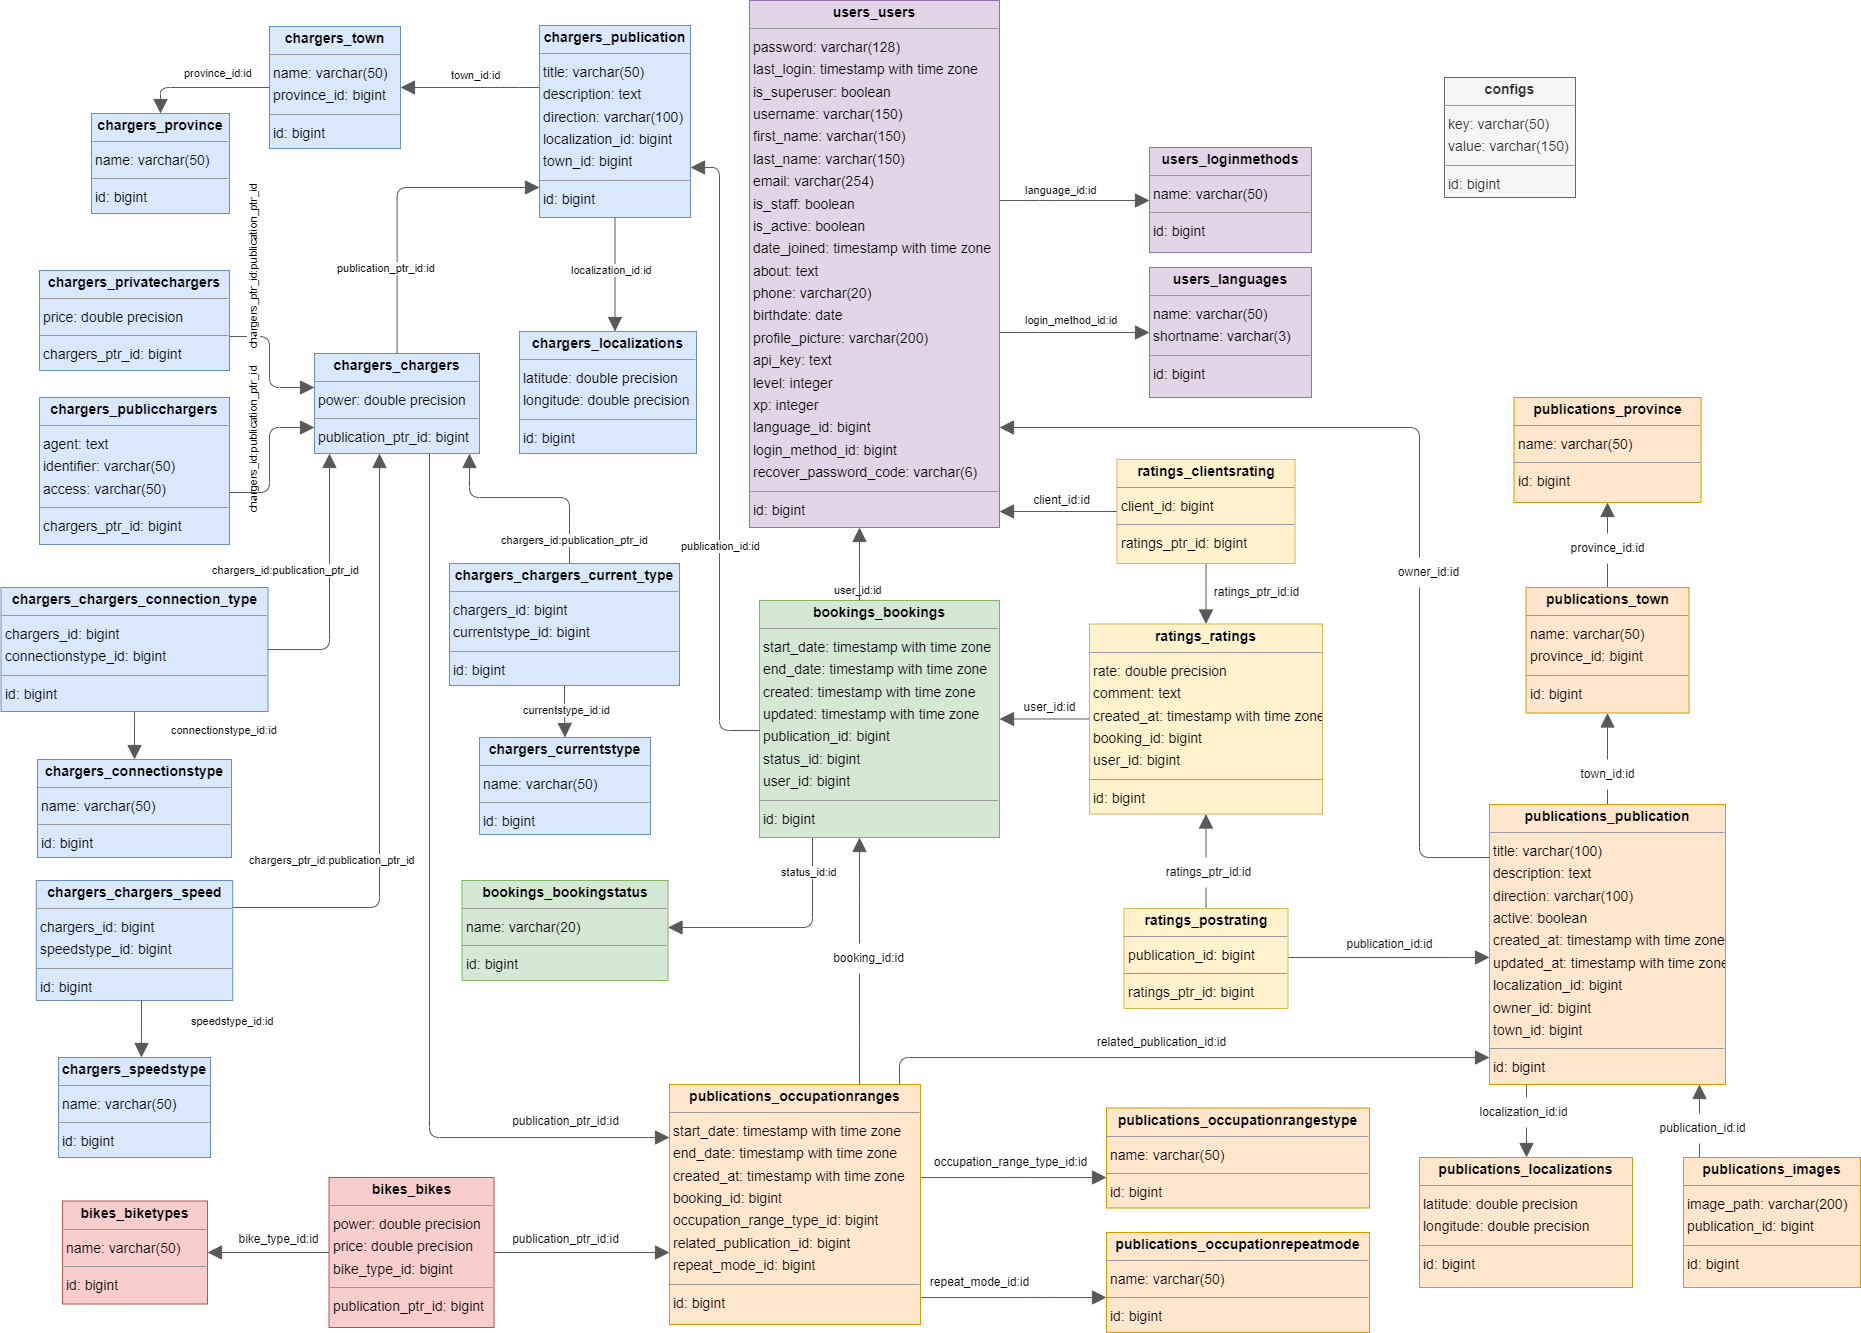 chargers_town
name: varchar(50)
province_id: bigint
id: bigint
province_id:id
chargers_province
name: varchar(50)
id: bigint
town_id:id
chargers_publication
title: varchar(50)
description: text
direction: varchar(100)
localization_id: bigint
town_id: bigint
id: bigint
publication_ptr_id:id
localization_id:id
chargers_localizations
latitude: double precision
longitude: double precision
id: bigint
chargers_privatechargers
price: double precision
chargers_ptr_id: bigint
chargers_ptr_id:publication_ptr_id
chargers_publicchargers
agent: text
identifier: varchar(50)
access: varchar(50)
chargers_ptr_id: bigint
chargers_id:publication_ptr_id
chargers_chargers
power: double precision
publication_ptr_id: bigint
chargers_id:publication_ptr_id
chargers_chargers_connection_type
chargers_id: bigint
connectionstype_id: bigint
id: bigint
connectionstype_id:id
chargers_connectionstype
name: varchar(50)
id: bigint
chargers_id:publication_ptr_id
chargers_chargers_current_type
chargers_id: bigint
currentstype_id: bigint
id: bigint
currentstype_id:id
chargers_currentstype
name: varchar(50)
id: bigint
chargers_ptr_id:publication_ptr_id
chargers_chargers_speed
chargers_id: bigint
speedstype_id: bigint
id: bigint
speedstype_id:id
chargers_speedstype
name: varchar(50)
id: bigint
users_users
password: varchar(128)
last_login: timestamp with time zone
is_superuser: boolean
username: varchar(150)
first_name: varchar(150)
last_name: varchar(150)
email: varchar(254)
is_staff: boolean
is_active: boolean
date_joined: timestamp with time zone
about: text
phone: varchar(20)
birthdate: date
profile_picture: varchar(200)
api_key: text
level: integer
xp: integer
language_id: bigint
login_method_id: bigint
recover_password_code: varchar(6)
id: bigint
language_id:id
users_loginmethods
name: varchar(50)
id: bigint
login_method_id:id
users_languages
name: varchar(50)
shortname: varchar(3)
id: bigint
configs
key: varchar(50)
value: varchar(150)
id: bigint
publication_id:id
user_id:id
bookings_bookings
start_date: timestamp with time zone
end_date: timestamp with time zone
created: timestamp with time zone
updated: timestamp with time zone
publication_id: bigint
status_id: bigint
user_id: bigint
id: bigint
status_id:id
bookings_bookingstatus
name: varchar(20)
id: bigint
booking_id:id
client_id:id
ratings_clientsrating
client_id: bigint
ratings_ptr_id: bigint
ratings_ptr_id:id
user_id:id
ratings_ratings
rate: double precision
comment: text
created_at: timestamp with time zone
booking_id: bigint
user_id: bigint
id: bigint
ratings_ptr_id:id
ratings_postrating
publication_id: bigint
ratings_ptr_id: bigint
publication_id:id
owner_id:id
publications_province
name: varchar(50)
id: bigint
province_id:id
publications_town
name: varchar(50)
province_id: bigint
id: bigint
town_id:id
publications_publication
title: varchar(100)
description: text
direction: varchar(100)
active: boolean
created_at: timestamp with time zone
updated_at: timestamp with time zone
localization_id: bigint
owner_id: bigint
town_id: bigint
id: bigint
related_publication_id:id
localization_id:id
publications_localizations
latitude: double precision
longitude: double precision
id: bigint
publication_id:id
publications_images
image_path: varchar(200)
publication_id: bigint
id: bigint
publication_ptr_id:id
publications_occupationranges
start_date: timestamp with time zone
end_date: timestamp with time zone
created_at: timestamp with time zone
booking_id: bigint
occupation_range_type_id: bigint
related_publication_id: bigint
repeat_mode_id: bigint
id: bigint
occupation_range_type_id:id
publications_occupationrangestype
name: varchar(50)
id: bigint
repeat_mode_id:id
publications_occupationrepeatmode
name: varchar(50)
id: bigint
bikes_biketypes
name: varchar(50)
id: bigint
bike_type_id:id
bikes_bikes
power: double precision
price: double precision
bike_type_id: bigint
publication_ptr_id: bigint
publication_ptr_id:id